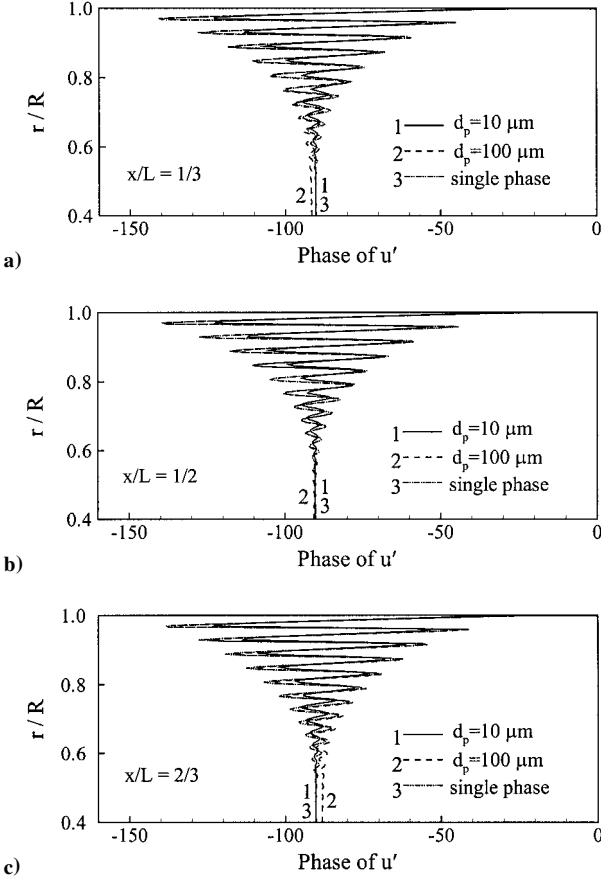 1.0
0.8
r / R
0.6
0.4
1 d_p=10 μm
2 d_p=100 μm
3 single phase
x/L = 1/3
2
1
3
-150
-100
-50
0
a)
Phase of u′
1.0
0.8
r / R
0.6
0.4
1 d_p=10 μm
2 d_p=100 μm
3 single phase
x/L = 1/2
2
1
3
-150
-100
-50
0
b)
Phase of u′
1.0
0.8
r / R
0.6
0.4
1 d_p=10 μm
2 d_p=100 μm
3 single phase
x/L = 2/3
1
3
2
-150
-100
-50
0
c)
Phase of u′